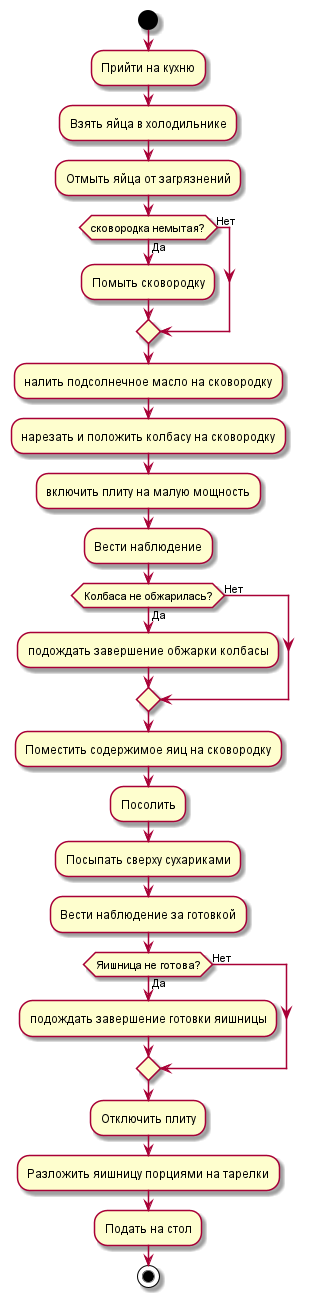 Прийти на кухню
Взять яйца в холодильнике
Отмыть яйца от загрязнений
сковородка немытая?
Нет
Да
Помыть сковородку
налить подсолнечное масло на сковородку
нарезать и положить колбасу на сковородку
включить плиту на малую мощность
Вести наблюдение
Колбаса не обжарилась?
Нет
Да
подождать завершение обжарки колбасы
Поместить содержимое яиц на сковородку
Посолить
Посыпать сверху сухариками
Вести наблюдение за готовкой
Яишница не готова?
Нет
Да
подождать завершение готовки яишницы
Отключить плиту
Разложить яишницу порциями на тарелки
Подать на стол